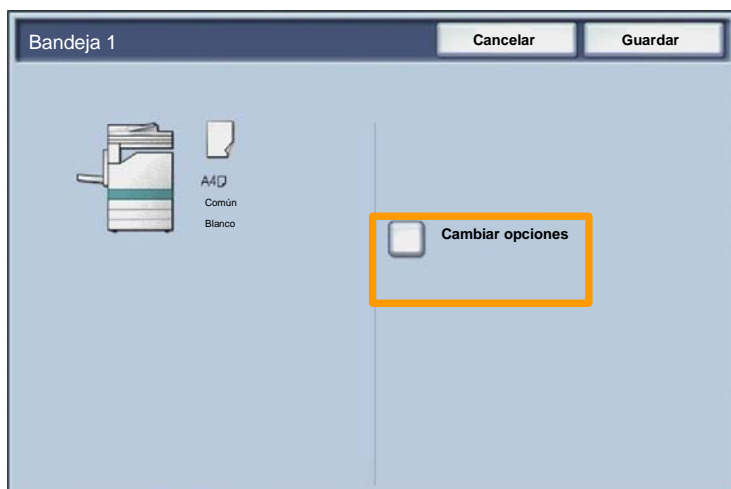 Bandeja 1
Cancelar
Guardar
A4
Común
Blanco
Cambiar opciones